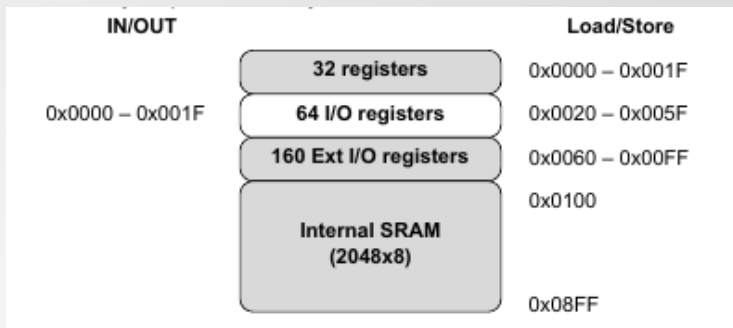 IN/OUT
Load/Store
32 registers
0x0000 – 0x001F
0x0000 – 0x001F
64 I/O registers
0x0020 – 0x005F
160 Ext I/O registers
0x0060 – 0x00FF
0x0100
Internal SRAM
(2048x8)
0x08FF